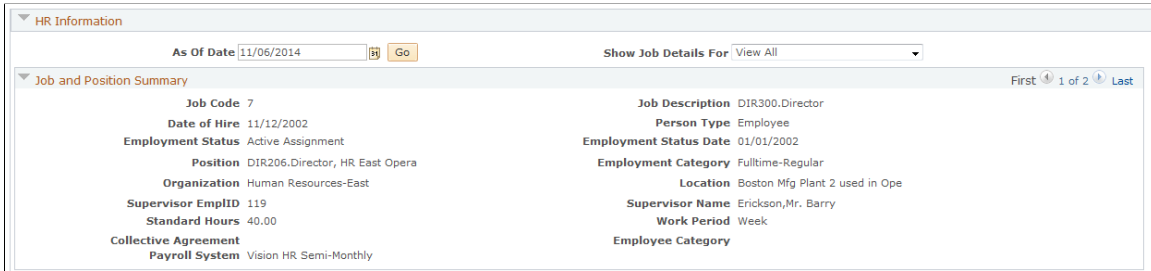 HR Information
As Of Date 11/06/2014 31 Go Show Job Details For View All
Job and Position Summary First 1 of 2 Last
Job Code 7 Job Description DIR300.Director
Date of Hire 11/12/2002 Person Type Employee
Employment Status Active Assignment Employment Status Date 01/01/2002
Position DIR206.Director, HR East Opera Employment Category Fulltime-Regular
Organization Human Resources-East Location Boston Mfg Plant 2 used in Ope
Supervisor EmplID 119 Supervisor Name Erickson,Mr. Barry
Standard Hours 40.00 Work Period Week
Collective Agreement Employee Category
Payroll System Vision HR Semi-Monthly